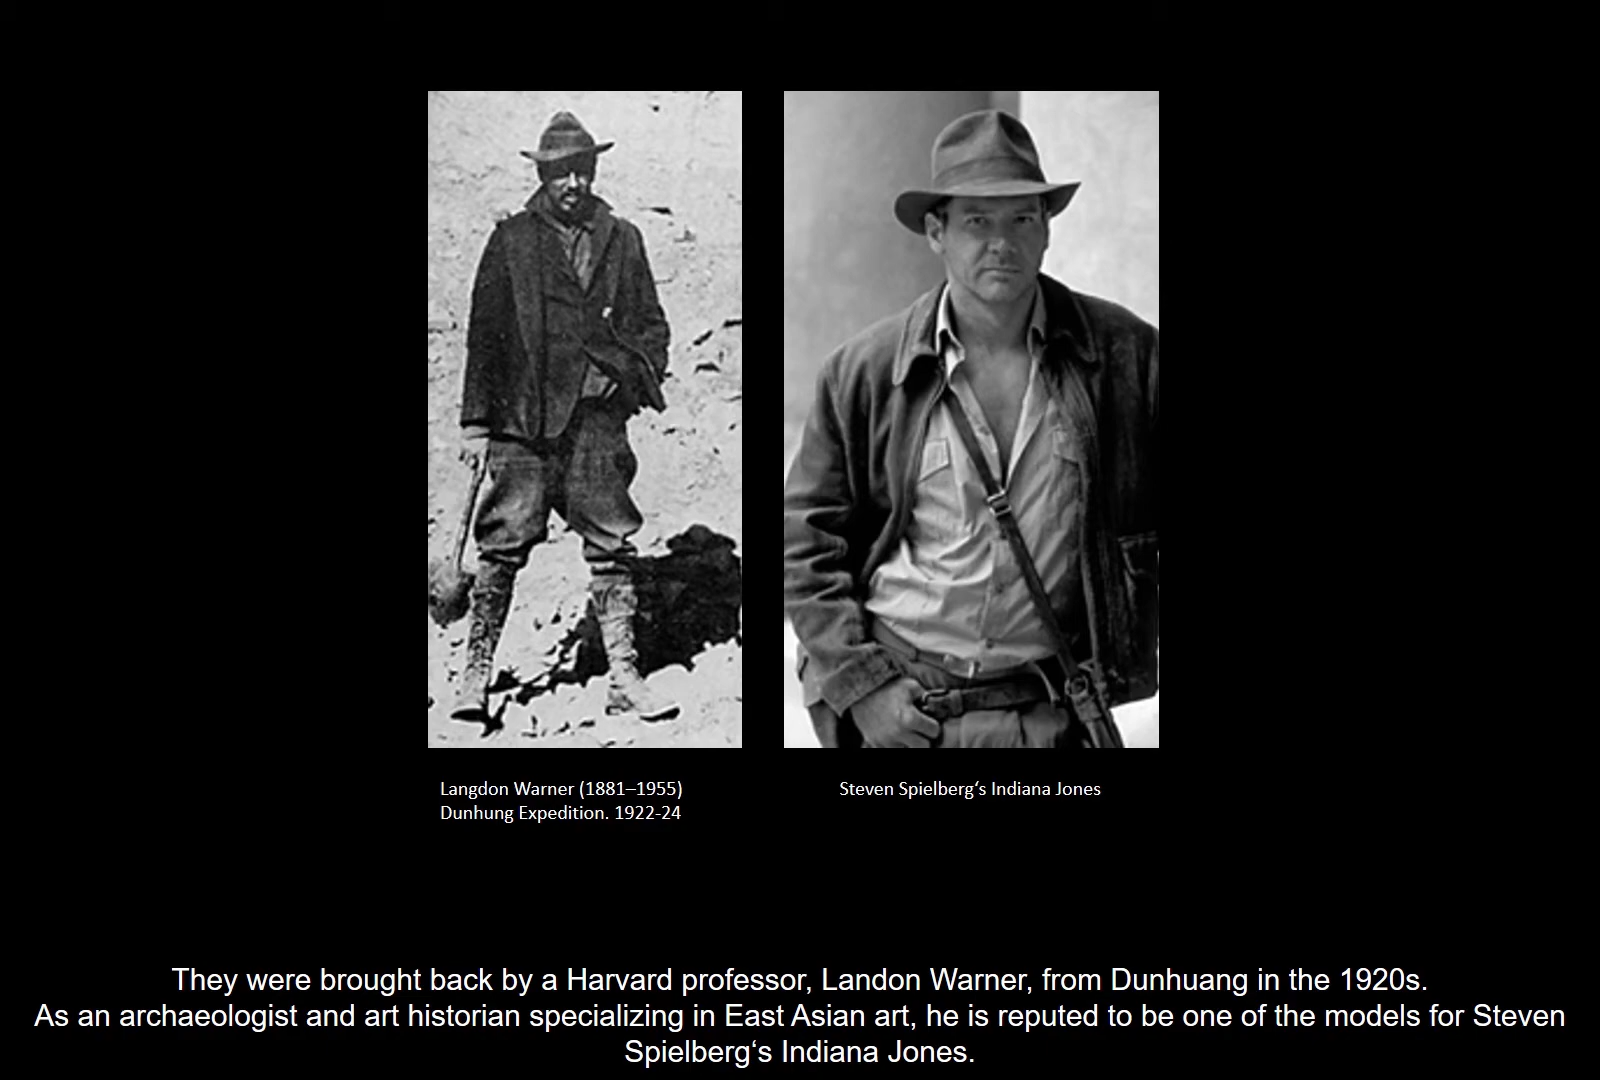 Langdon Warner (1881–1955)
Dunhung Expedition. 1922-24
Steven Spielberg‘s Indiana Jones
They were brought back by a Harvard professor, Landon Warner, from Dunhuang in the 1920s.
As an archaeologist and art historian specializing in East Asian art, he is reputed to be one of the models for Steven
Spielberg‘s Indiana Jones.